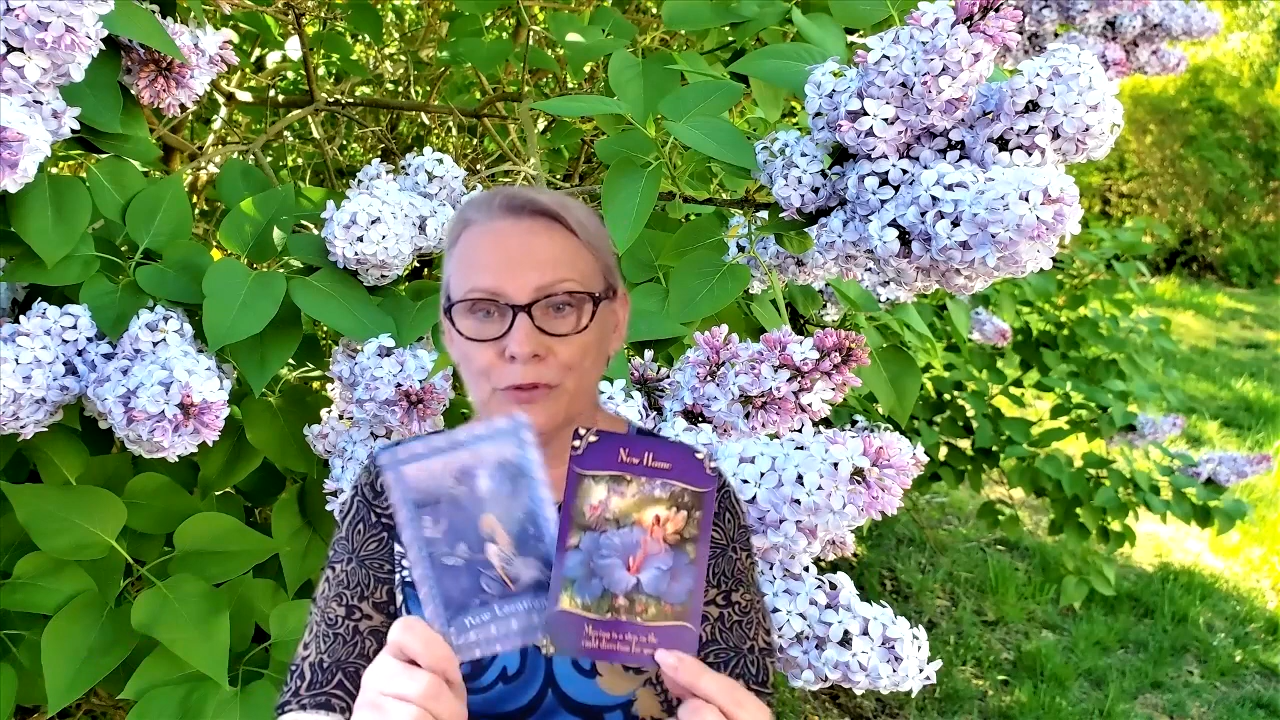 New Location
New Home
Moving is a step in the
right direction for you